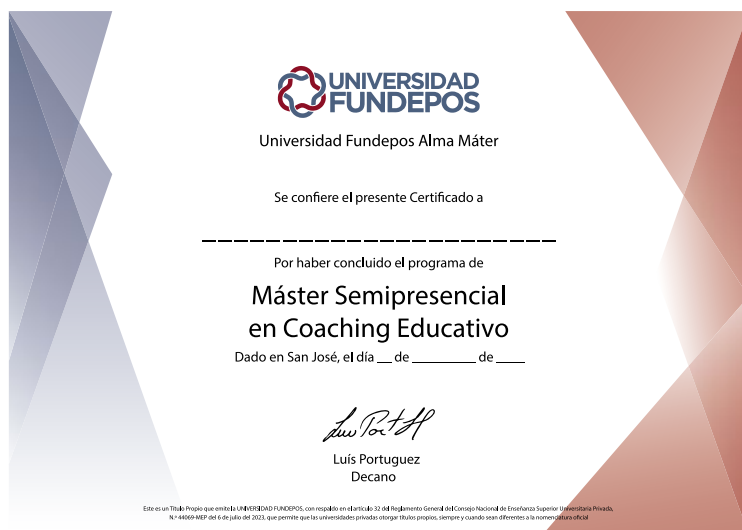 UNIVERSIDAD
FUNDEPOS
Universidad Fundepos Alma Máter
Se confiere el presente Certificado a
Por haber concluido el programa de
Máster Semipresencial
en Coaching Educativo
Dado en San José, el día __ de ________ de ____
Luís Portuguez
Decano
Este es un Título Propio que emite la UNIVERSIDAD FUNDEPOS, con respaldo en el artículo 32 del Reglamento General del Consejo Nacional de Enseñanza Superior Universitaria Privada,
N.º 44069-MEP del 6 de julio del 2023, que permite que las universidades privadas otorgar títulos propios, siempre y cuando sean diferentes a la nomenclatura oficial